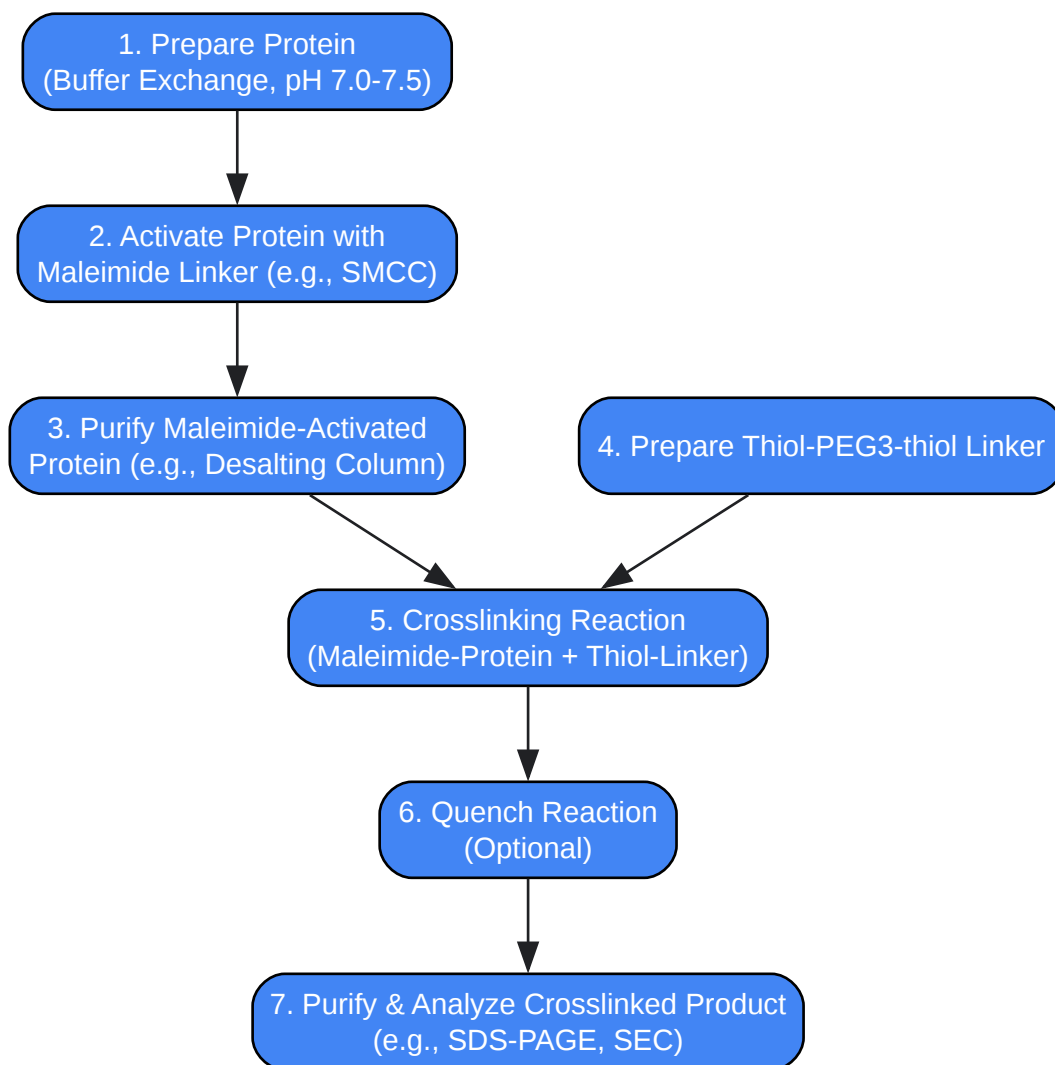 1. Prepare Protein
(Buffer Exchange, pH 7.0-7.5)
2. Activate Protein with
Maleimide Linker (e.g., SMCC)
3. Purify Maleimide-Activated
Protein (e.g., Desalting Column)
4. Prepare Thiol-PEG3-thiol Linker
5. Crosslinking Reaction
(Maleimide-Protein + Thiol-Linker)
6. Quench Reaction
(Optional)
7. Purify & Analyze Crosslinked Product
(e.g., SDS-PAGE, SEC)